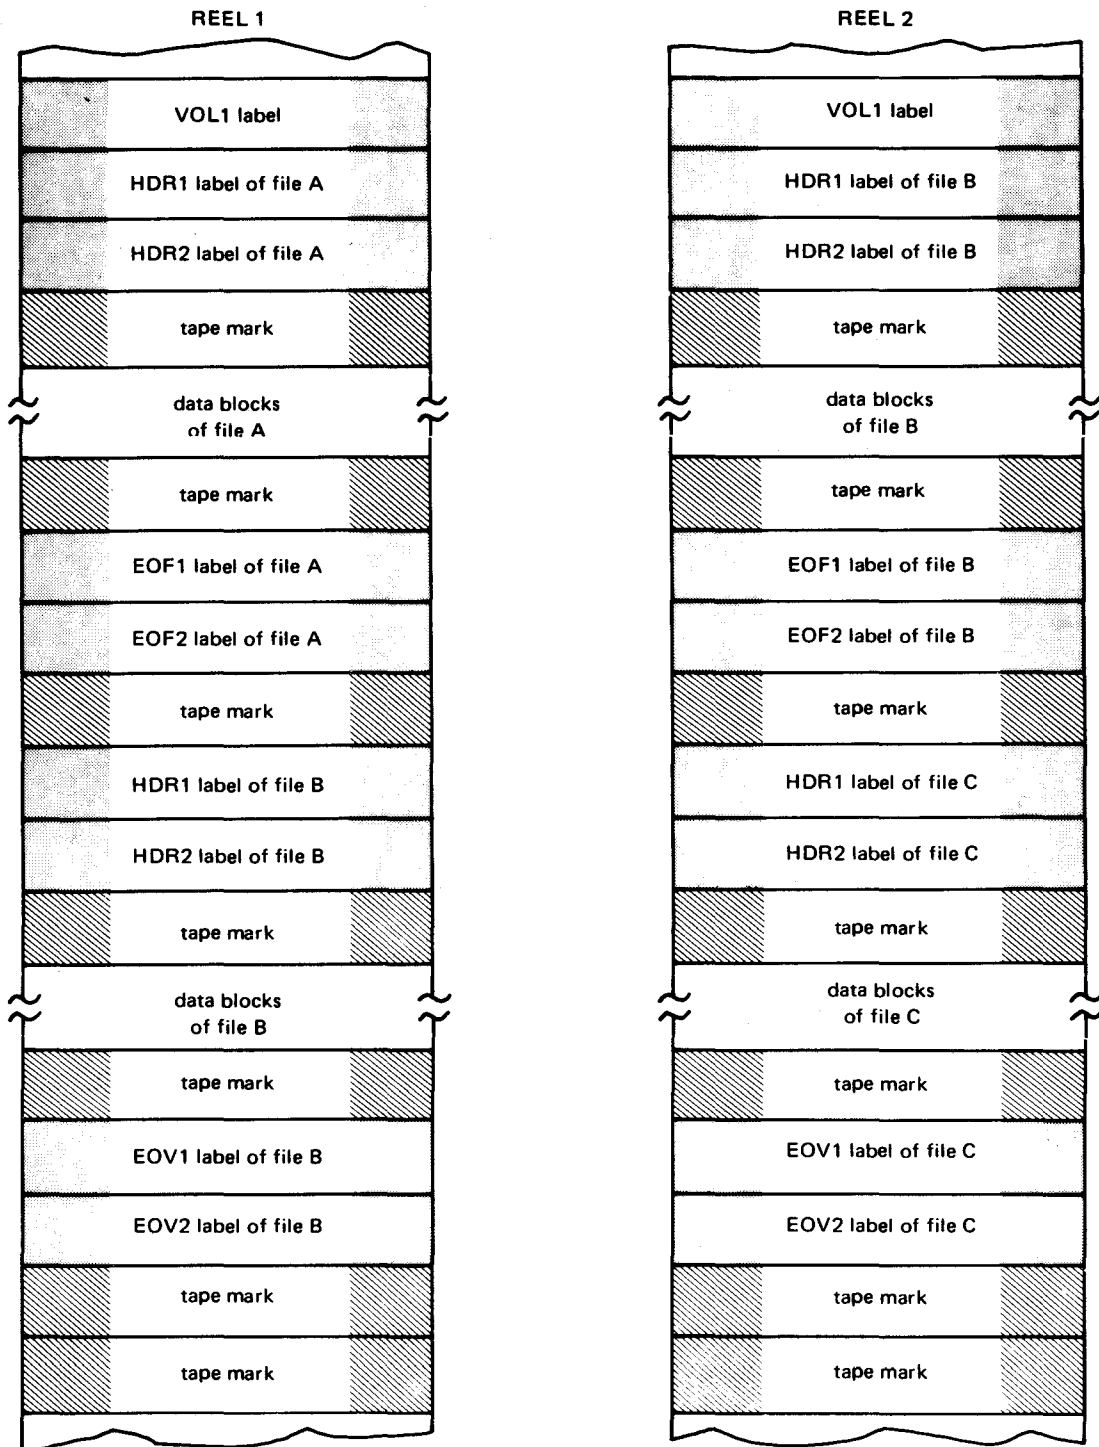 REEL 1
VOL1 label
HDR1 label of file A
HDR2 label of file A
tape mark
data blocks
of file A
tape mark
EOF1 label of file A
EOF2 label of file A
tape mark
HDR1 label of file B
HDR2 label of file B
tape mark
data blocks
of file B
tape mark
EOV1 label of file B
EOV2 label of file B
tape mark
tape mark
REEL 2
VOL1 label
HDR1 label of file B
HDR2 label of file B
tape mark
data blocks
of file B
tape mark
EOF1 label of file B
EOF2 label of file B
tape mark
HDR1 label of file C
HDR2 label of file C
tape mark
data blocks
of file C
tape mark
EOV1 label of file C
EOV2 label of file C
tape mark
tape mark